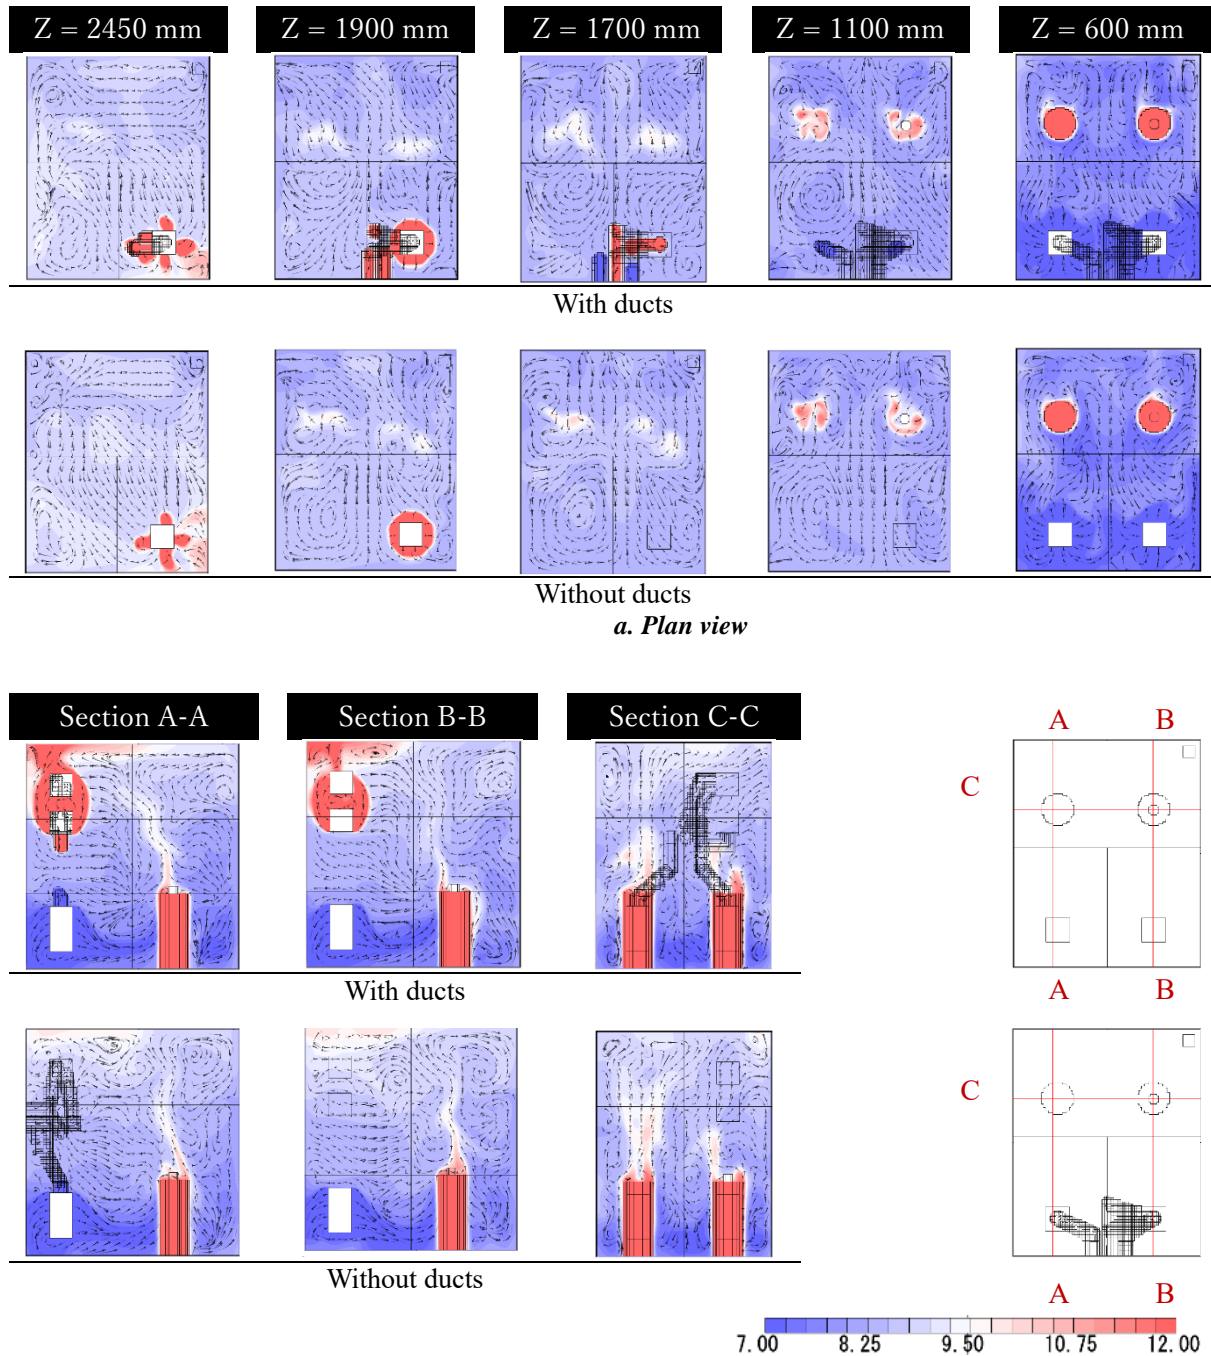 Z = 2450 mm
Z = 1900 mm
Z = 1700 mm
Z = 1100 mm
Z = 600 mm
With ducts
Without ducts
a. Plan view
Section A-A
Section B-B
Section C-C
A
B
C
A
B
With ducts
C
Without ducts
A
B
7.00
8.25
9.50
10.75
12.00